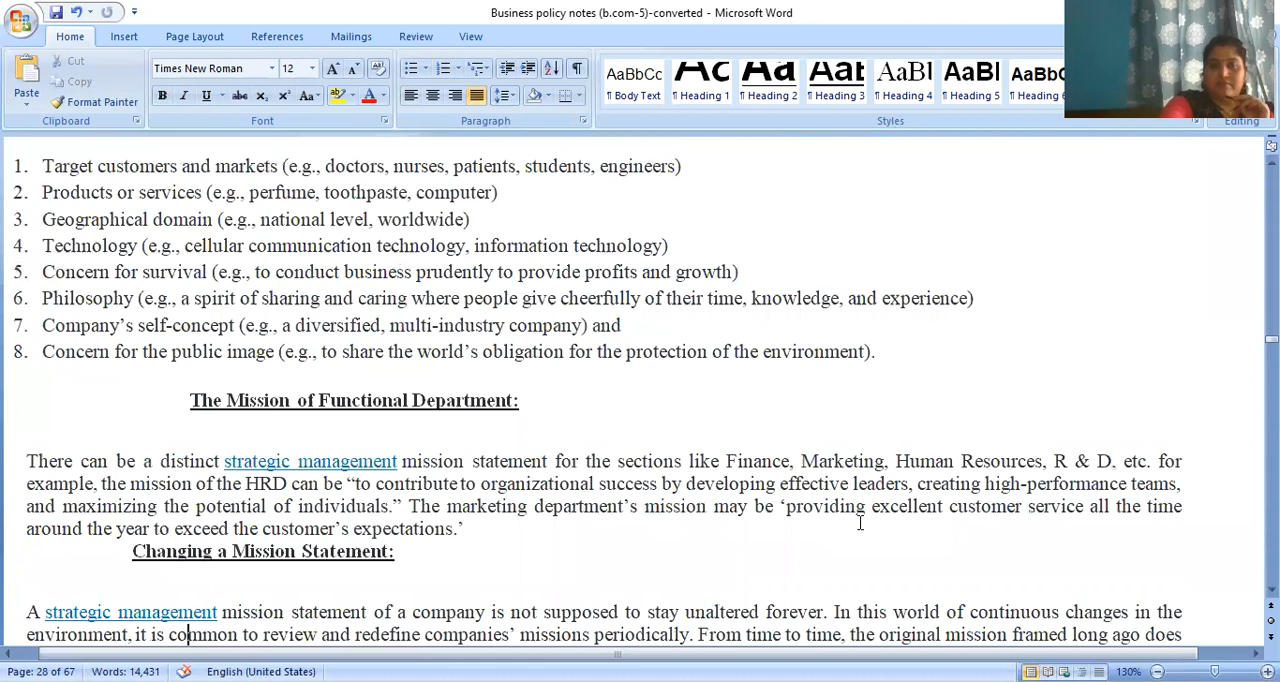 Business policy notes (b.com-5)-converted - Microsoft Word
Home Insert Page Layout References Mailings Review View
Paste
Cut
Copy
Format Painter
Times New Roman 12
AaBbCc AaBbCc
¶ Body Text ¶ Heading 1 ¶ Heading 2 ¶ Heading 3 ¶ Heading 4 ¶ Heading 5 ¶ Heading 6
Clipboard Font Paragraph Styles Editing
1. Target customers and markets (e.g., doctors, nurses, patients, students, engineers)
2. Products or services (e.g., perfume, toothpaste, computer)
3. Geographical domain (e.g., national level, worldwide)
4. Technology (e.g., cellular communication technology, information technology)
5. Concern for survival (e.g., to conduct business prudently to provide profits and growth)
6. Philosophy (e.g., a spirit of sharing and caring where people give cheerfully of their time, knowledge, and experience)
7. Company’s self-concept (e.g., a diversified, multi-industry company) and
8. Concern for the public image (e.g., to share the world’s obligation for the protection of the environment).
The Mission of Functional Department:
There can be a distinct strategic management mission statement for the sections like Finance, Marketing, Human Resources, R & D, etc. for
example, the mission of the HRD can be “to contribute to organizational success by developing effective leaders, creating high-performance teams,
and maximizing the potential of individuals.” The marketing department’s mission may be ‘providing excellent customer service all the time
around the year to exceed the customer’s expectations.’
Changing a Mission Statement:
A strategic management mission statement of a company is not supposed to stay unaltered forever. In this world of continuous changes in the
environment, it is common to review and redefine companies’ missions periodically. From time to time, the original mission framed long ago does
Page: 28 of 67 Words: 14,431 English (United States) 130%